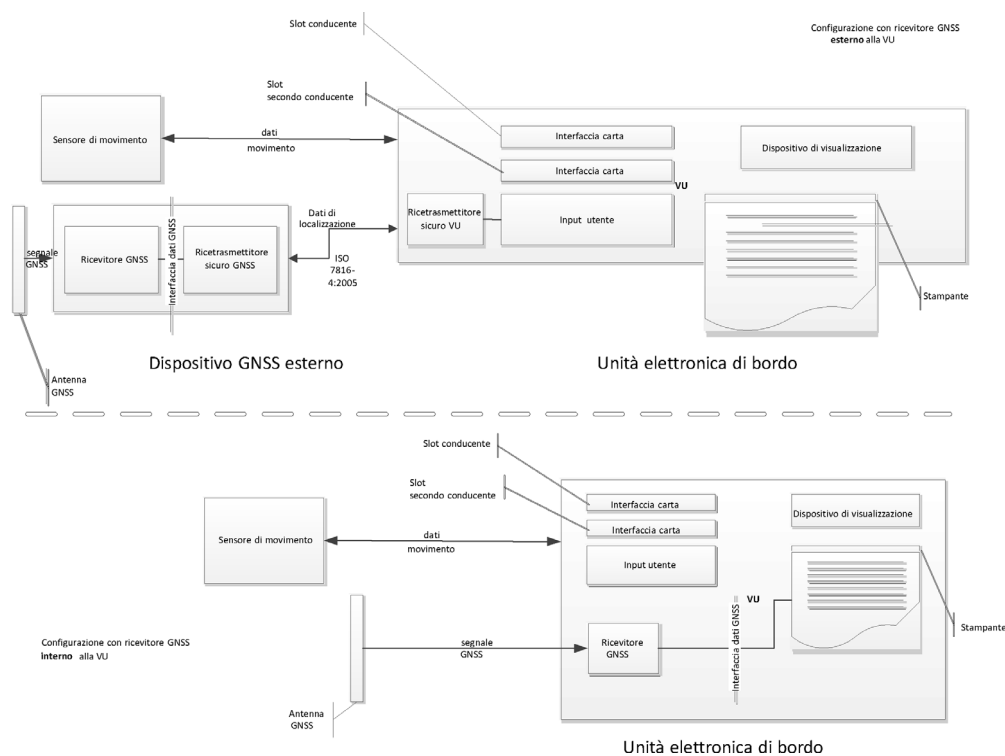 Slot conducente
Configurazione con ricevitore GNSS
esterno alla VU
Slot
secondo conducente
Sensore di movimento
dati
movimento
Interfaccia carta
Interfaccia carta
Dispositivo di visualizzazione
VU
Ricetrasmettitore
sicuro VU
Input utente
Dati di
localizzazione
ISO
7816-
4:2005
segnale
GNSS
Ricevitore GNSS
Interfaccia dati GNSS
Ricetrasmettitore
sicuro GNSS
Stampante
Dispositivo GNSS esterno
Unità elettronica di bordo
Antenna
GNSS
Slot conducente
Slot
secondo conducente
Sensore di movimento
dati
movimento
Interfaccia carta
Interfaccia carta
Input utente
Dispositivo di visualizzazione
VU
Interfaccia dati GNSS
Ricevitore
GNSS
segnale
GNSS
Stampante
Configurazione con ricevitore GNSS
interno alla VU
Antenna
GNSS
Unità elettronica di bordo